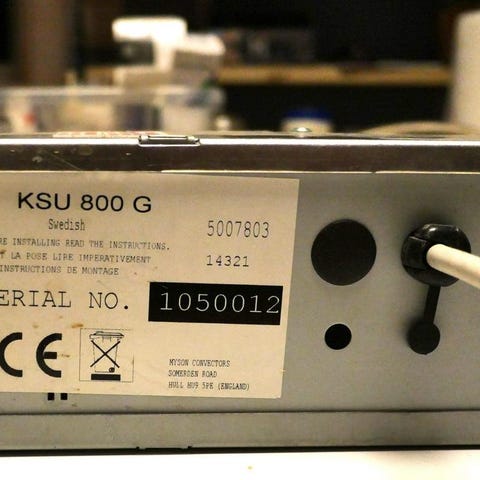 KSU 800 G
Swedish
5007803
RE INSTALLING READ THE INSTRUCTIONS.
T LA POSE LIRE IMPERATIVEMENT
14321
INSTRUCTIONS DE MONTAGE
ERIAL NO. 1050012
CE
MYSON CONVECTORS
SOMERDEN ROAD
HULL HU9 5PE (ENGLAND)